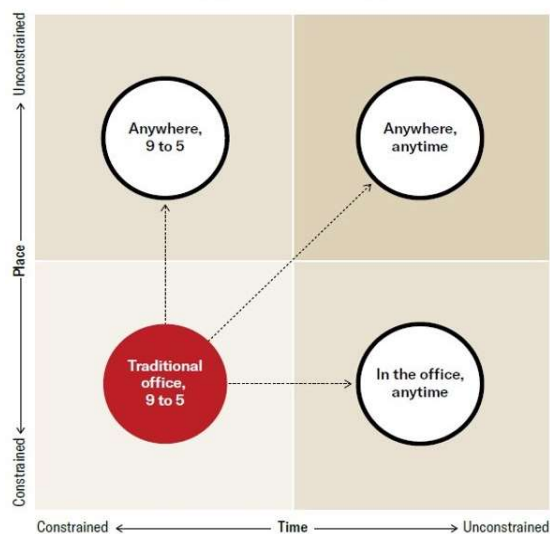 Unconstrained
Place
Constrained
Anywhere,
9 to 5
Anywhere,
anytime
Traditional
office,
9 to 5
In the office,
anytime
Constrained
Time
Unconstrained